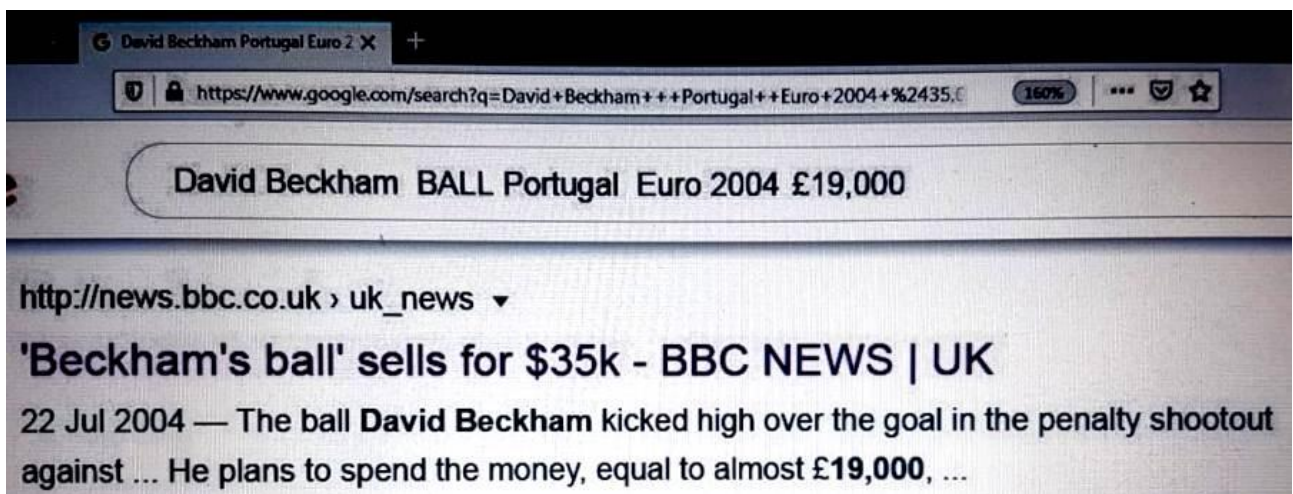 David Beckham Portugal Euro 2
https://www.google.com/search?q=David+Beckham+++Portugal++Euro+2004+%2435. 160%
David Beckham BALL Portugal Euro 2004 £19,000
http://news.bbc.co.uk › uk_news
'Beckham's ball' sells for $35k - BBC NEWS | UK
22 Jul 2004 — The ball David Beckham kicked high over the goal in the penalty shootout
against ... He plans to spend the money, equal to almost £19,000, ...